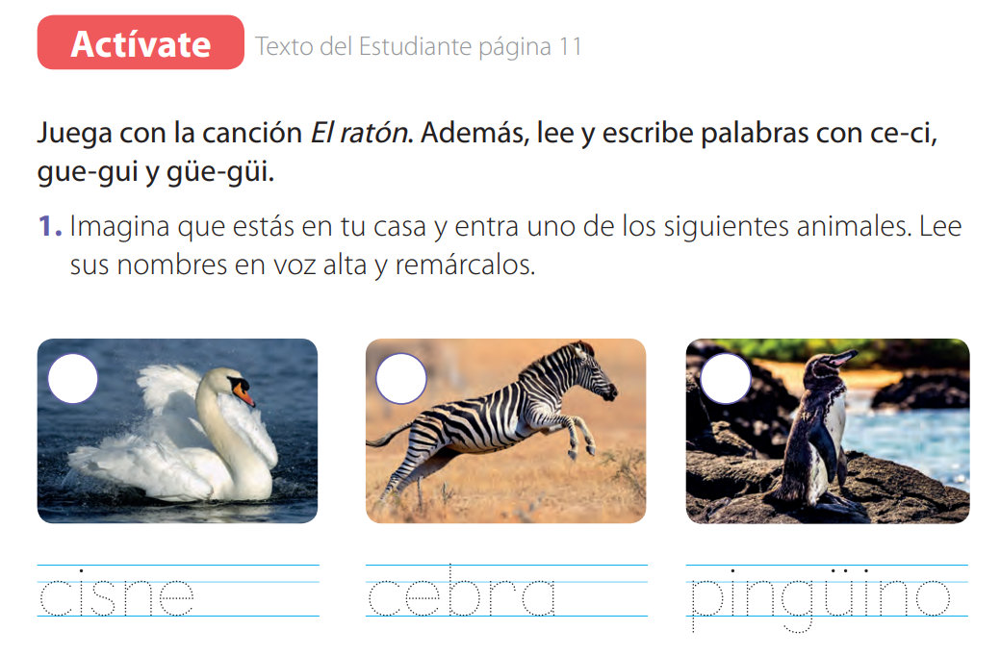 Actívate Texto del Estudiante página 11
Juega con la canción El ratón. Además, lee y escribe palabras con ce-ci,
gue-gui y güe-güi.
1. Imagina que estás en tu casa y entra uno de los siguientes animales. Lee
sus nombres en voz alta y remárcalos.
cisne cebra pingüino